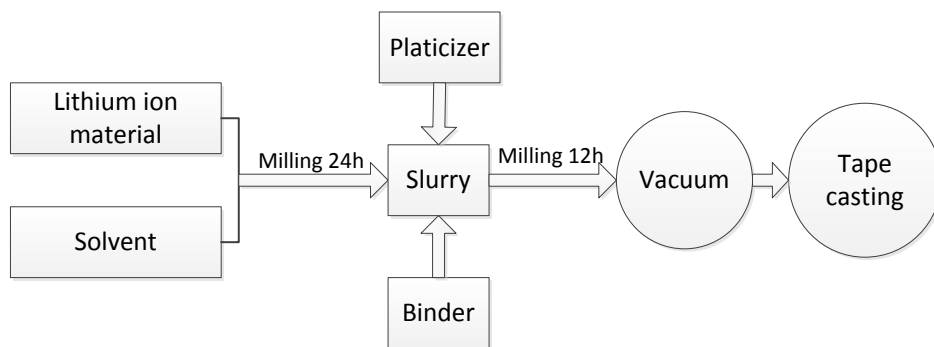 Platicizer
Lithium ion
material
Milling 24h
Slurry
Milling 12h
Vacuum
Tape
casting
Solvent
Binder